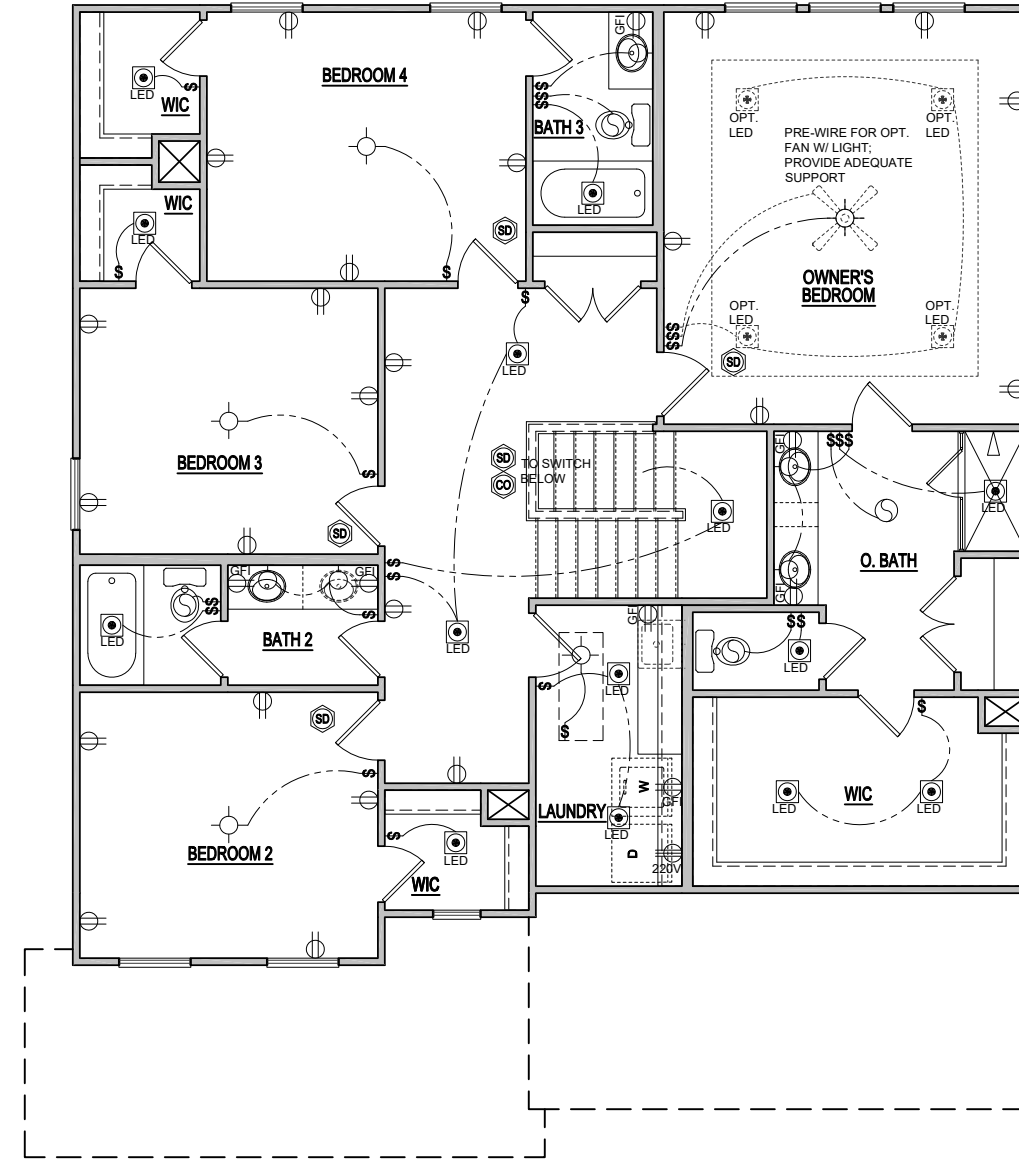 GFI
BEDROOM 4
LED
WIC
$
$$$
BATH 3
OPT.
LED
OPT.
LED
PRE-WIRE FOR OPT.
FAN W/ LIGHT;
PROVIDE ADEQUATE
SUPPORT
WIC
LED
LED
SD
$
$
OWNER'S
BEDROOM
$
LED
OPT.
LED
OPT.
LED
$$$
SD
BEDROOM 3
$
SD
CO
TO SWITCH
BELOW
GFI
$$$
LED
LED
SD
O. BATH
$
$
GFI
GFI
GFI
$$
$
LED
BATH 2
LED
GFI
$$
LED
LED
$
$
SD
$
$
BEDROOM 2
$
LED
WIC
LAUNDRY
LED
W
GFI
D
220V
LED
WIC
LED